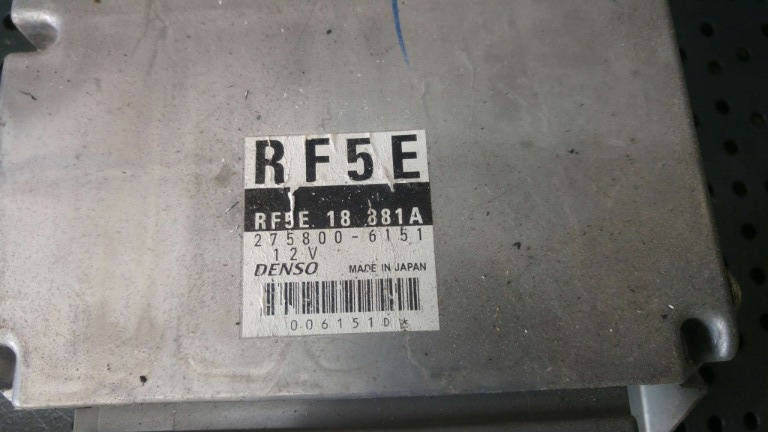 RF5E
RF5E 18 881A
275800-6151
12V
DENSO MADE IN JAPAN
006151D*